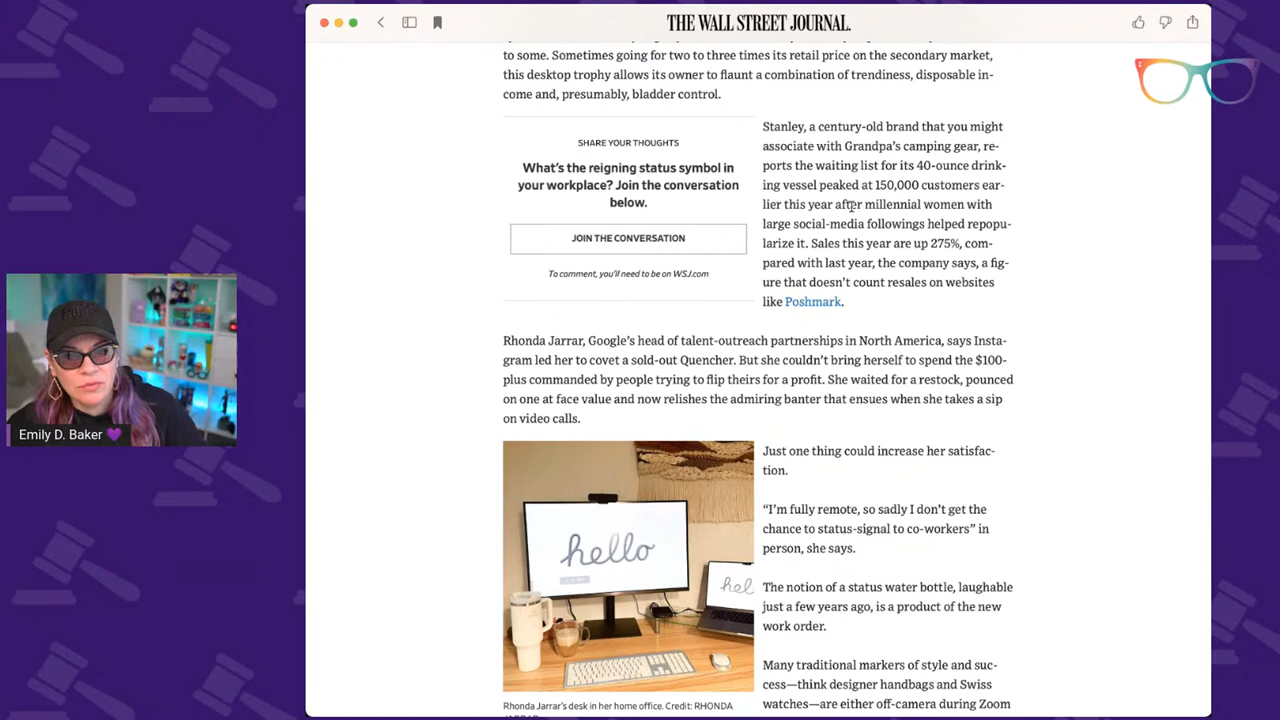 THE WALL STREET JOURNAL.
to some. Sometimes going for two to three times its retail price on the secondary market,
this desktop trophy allows its owner to flaunt a combination of trendiness, disposable in-
come and, presumably, bladder control.
SHARE YOUR THOUGHTS
What's the reigning status symbol in
your workplace? Join the conversation
below.
JOIN THE CONVERSATION
To comment, you'll need to be on WSJ.com
Stanley, a century-old brand that you might
associate with Grandpa's camping gear, re-
ports the waiting list for its 40-ounce drink-
ing vessel peaked at 150,000 customers ear-
lier this year after millennial women with
large social-media followings helped repopu-
larize it. Sales this year are up 275%, com-
pared with last year, the company says, a fig-
ure that doesn't count resales on websites
like Poshmark.
Rhonda Jarrar, Google's head of talent-outreach partnerships in North America, says Insta-
gram led her to covet a sold-out Quencher. But she couldn't bring herself to spend the $100-
plus commanded by people trying to flip theirs for a profit. She waited for a restock, pounced
on one at face value and now relishes the admiring banter that ensues when she takes a sip
on video calls.
hello
hel
Rhonda Jarrar's desk in her home office. Credit: RHONDA
Just one thing could increase her satisfac-
tion.
“I'm fully remote, so sadly I don't get the
chance to status-signal to co-workers” in
person, she says.
The notion of a status water bottle, laughable
just a few years ago, is a product of the new
work order.
Many traditional markers of style and suc-
cess—think designer handbags and Swiss
watches—are either off-camera during Zoom
Emily D. Baker 💜